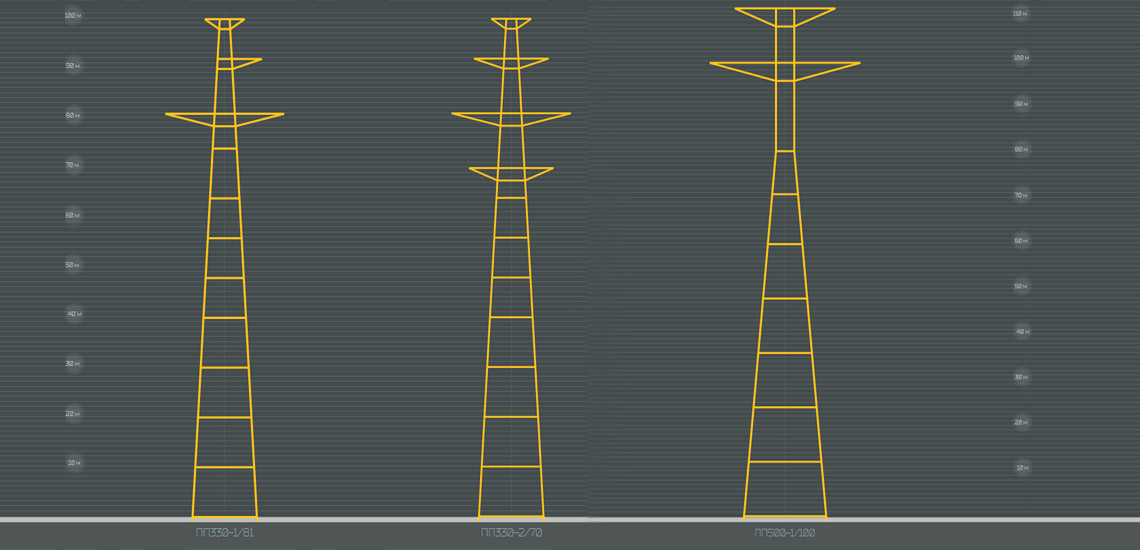 100 м
90 м
80 м
70 м
60 м
50 м
40 м
30 м
20 м
10 м
110 м
100 м
90 м
80 м
70 м
60 м
50 м
40 м
30 м
20 м
10 м
ПП330-1/81
ПП330-2/70
ПП500-1/100